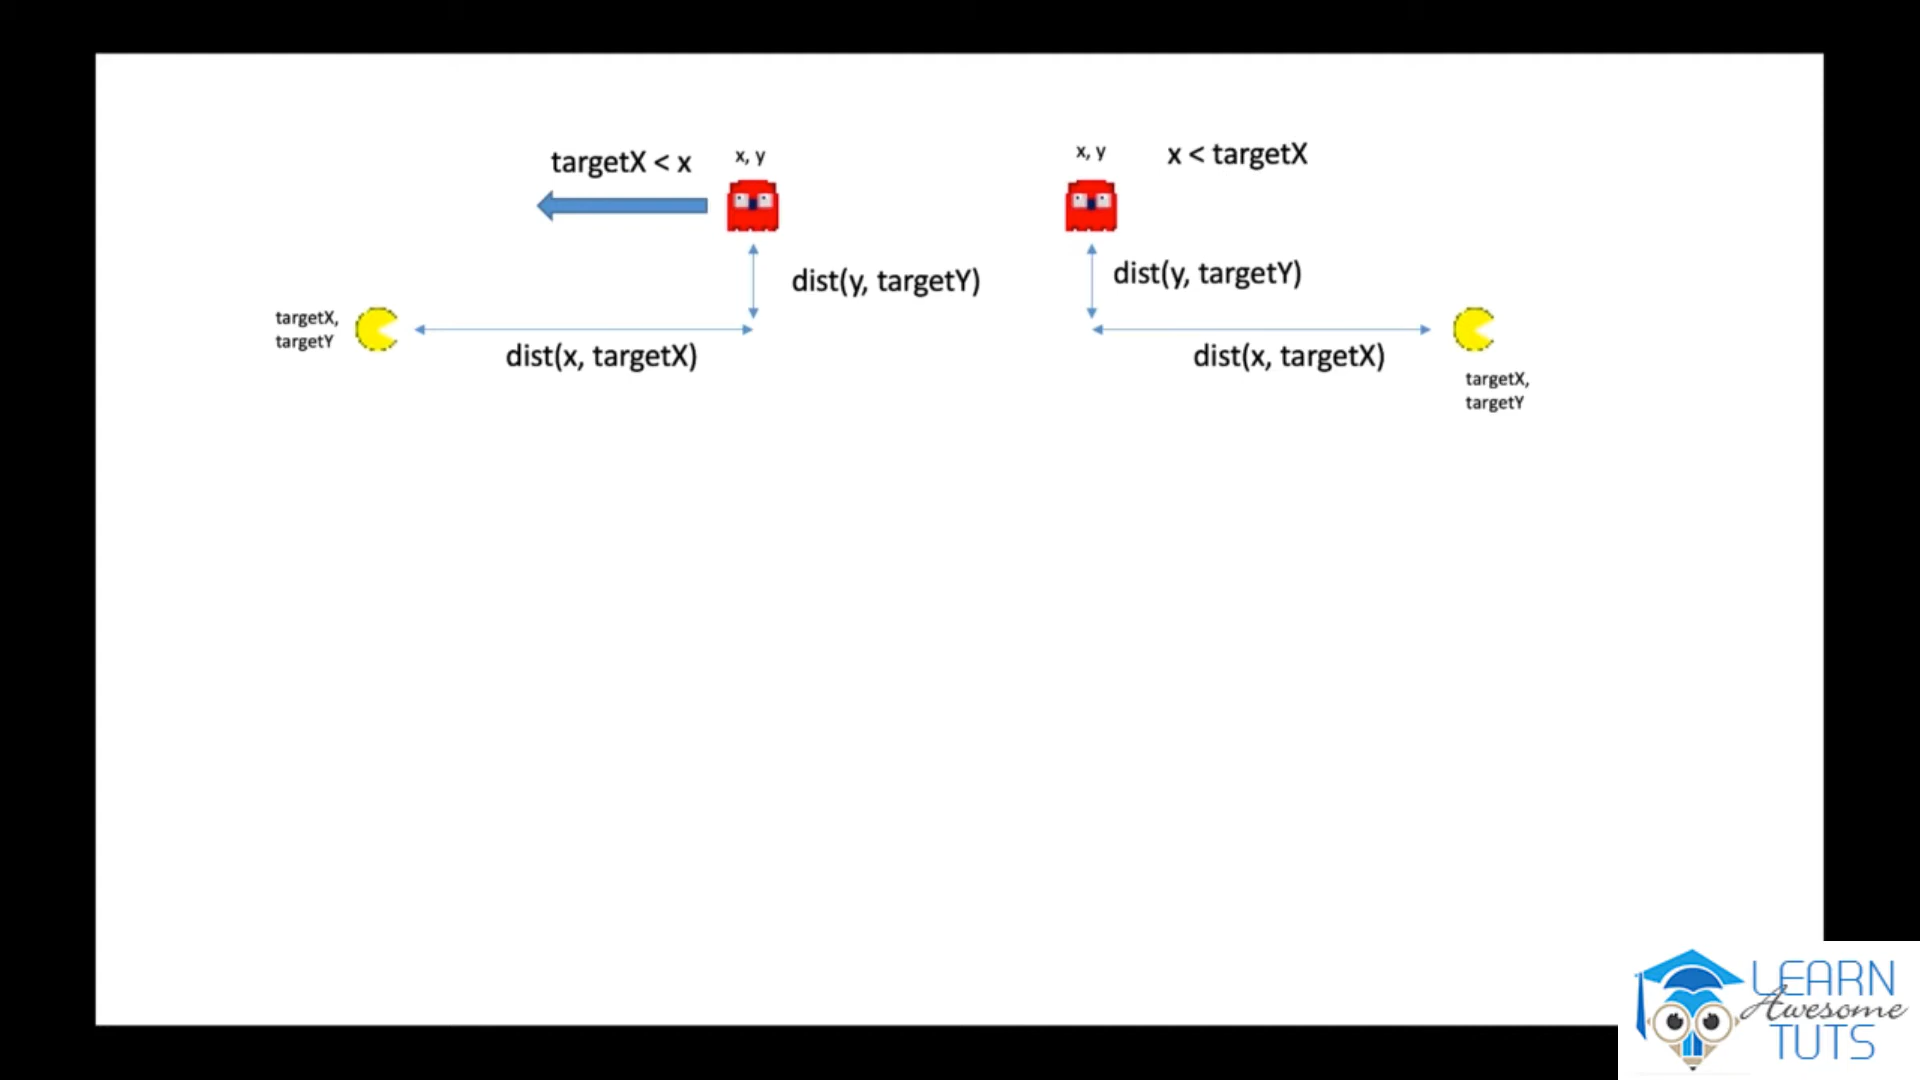 targetX < x
x, y
dist(y, targetY)
targetX,
targetY
dist(x, targetX)
x, y
x < targetX
dist(y, targetY)
dist(x, targetX)
targetX,
targetY
LEARN
Awesome
TUTS